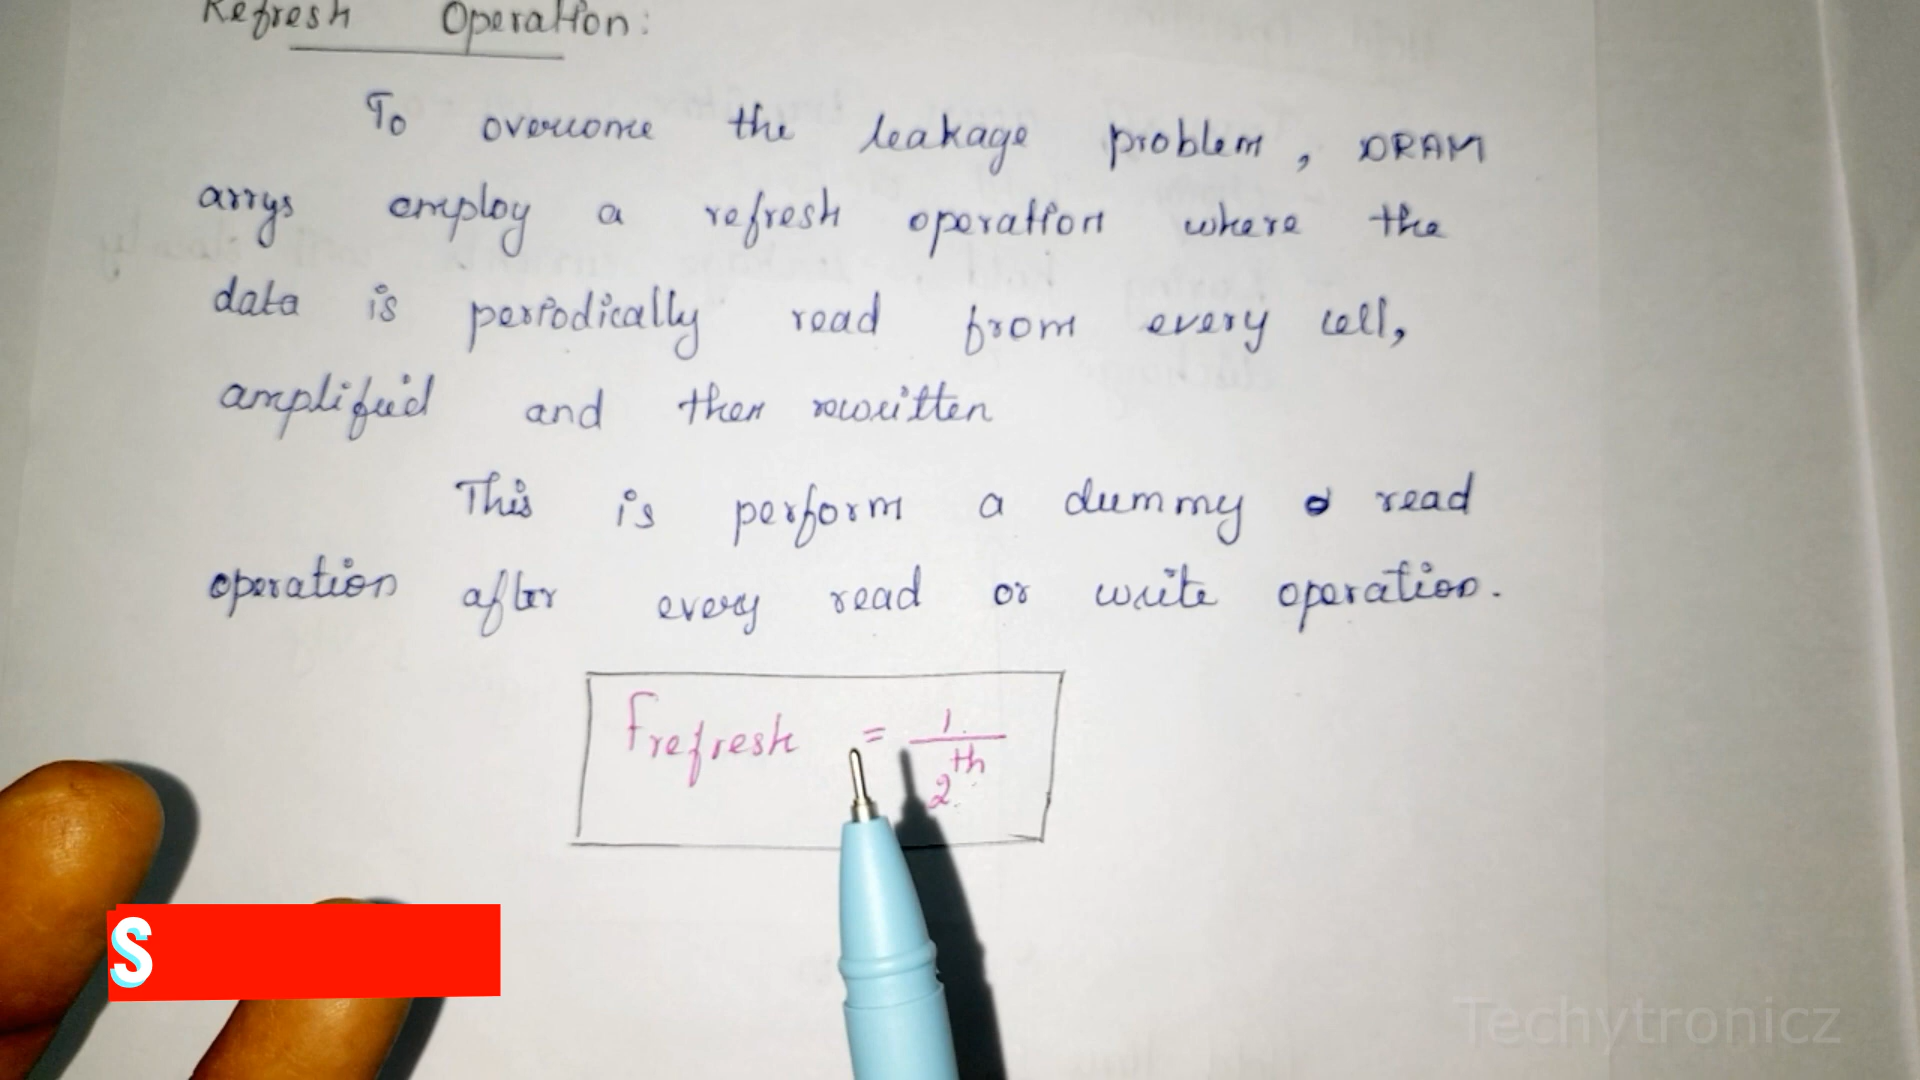 Refresh Operation:
To overcome the leakage problem, DRAM
arrys employ a refresh operation where the
data is periodically read from every cell,
amplified and then rewritten
This is perform a dummy read
operation after every read or write operation.
Frefresh = 1 / 2th
S
Techytronicz